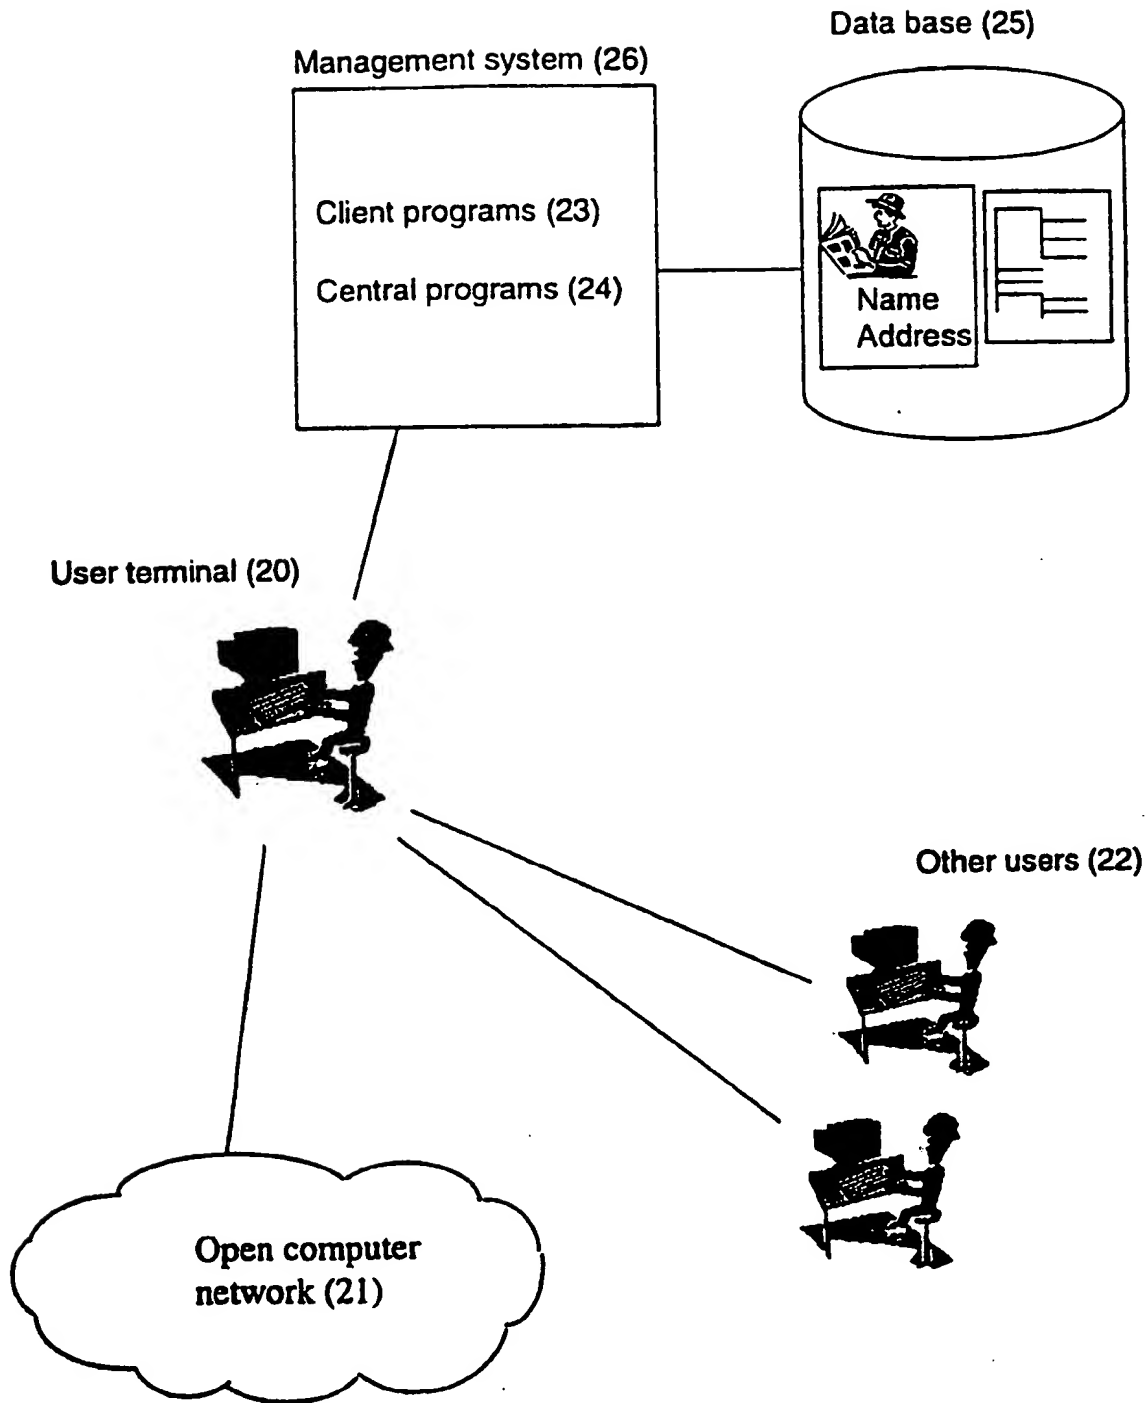 Data base (25)
Management system (26)
Client programs (23)
Central programs (24)
Name
Address
User terminal (20)
Other users (22)
Open computer
network (21)